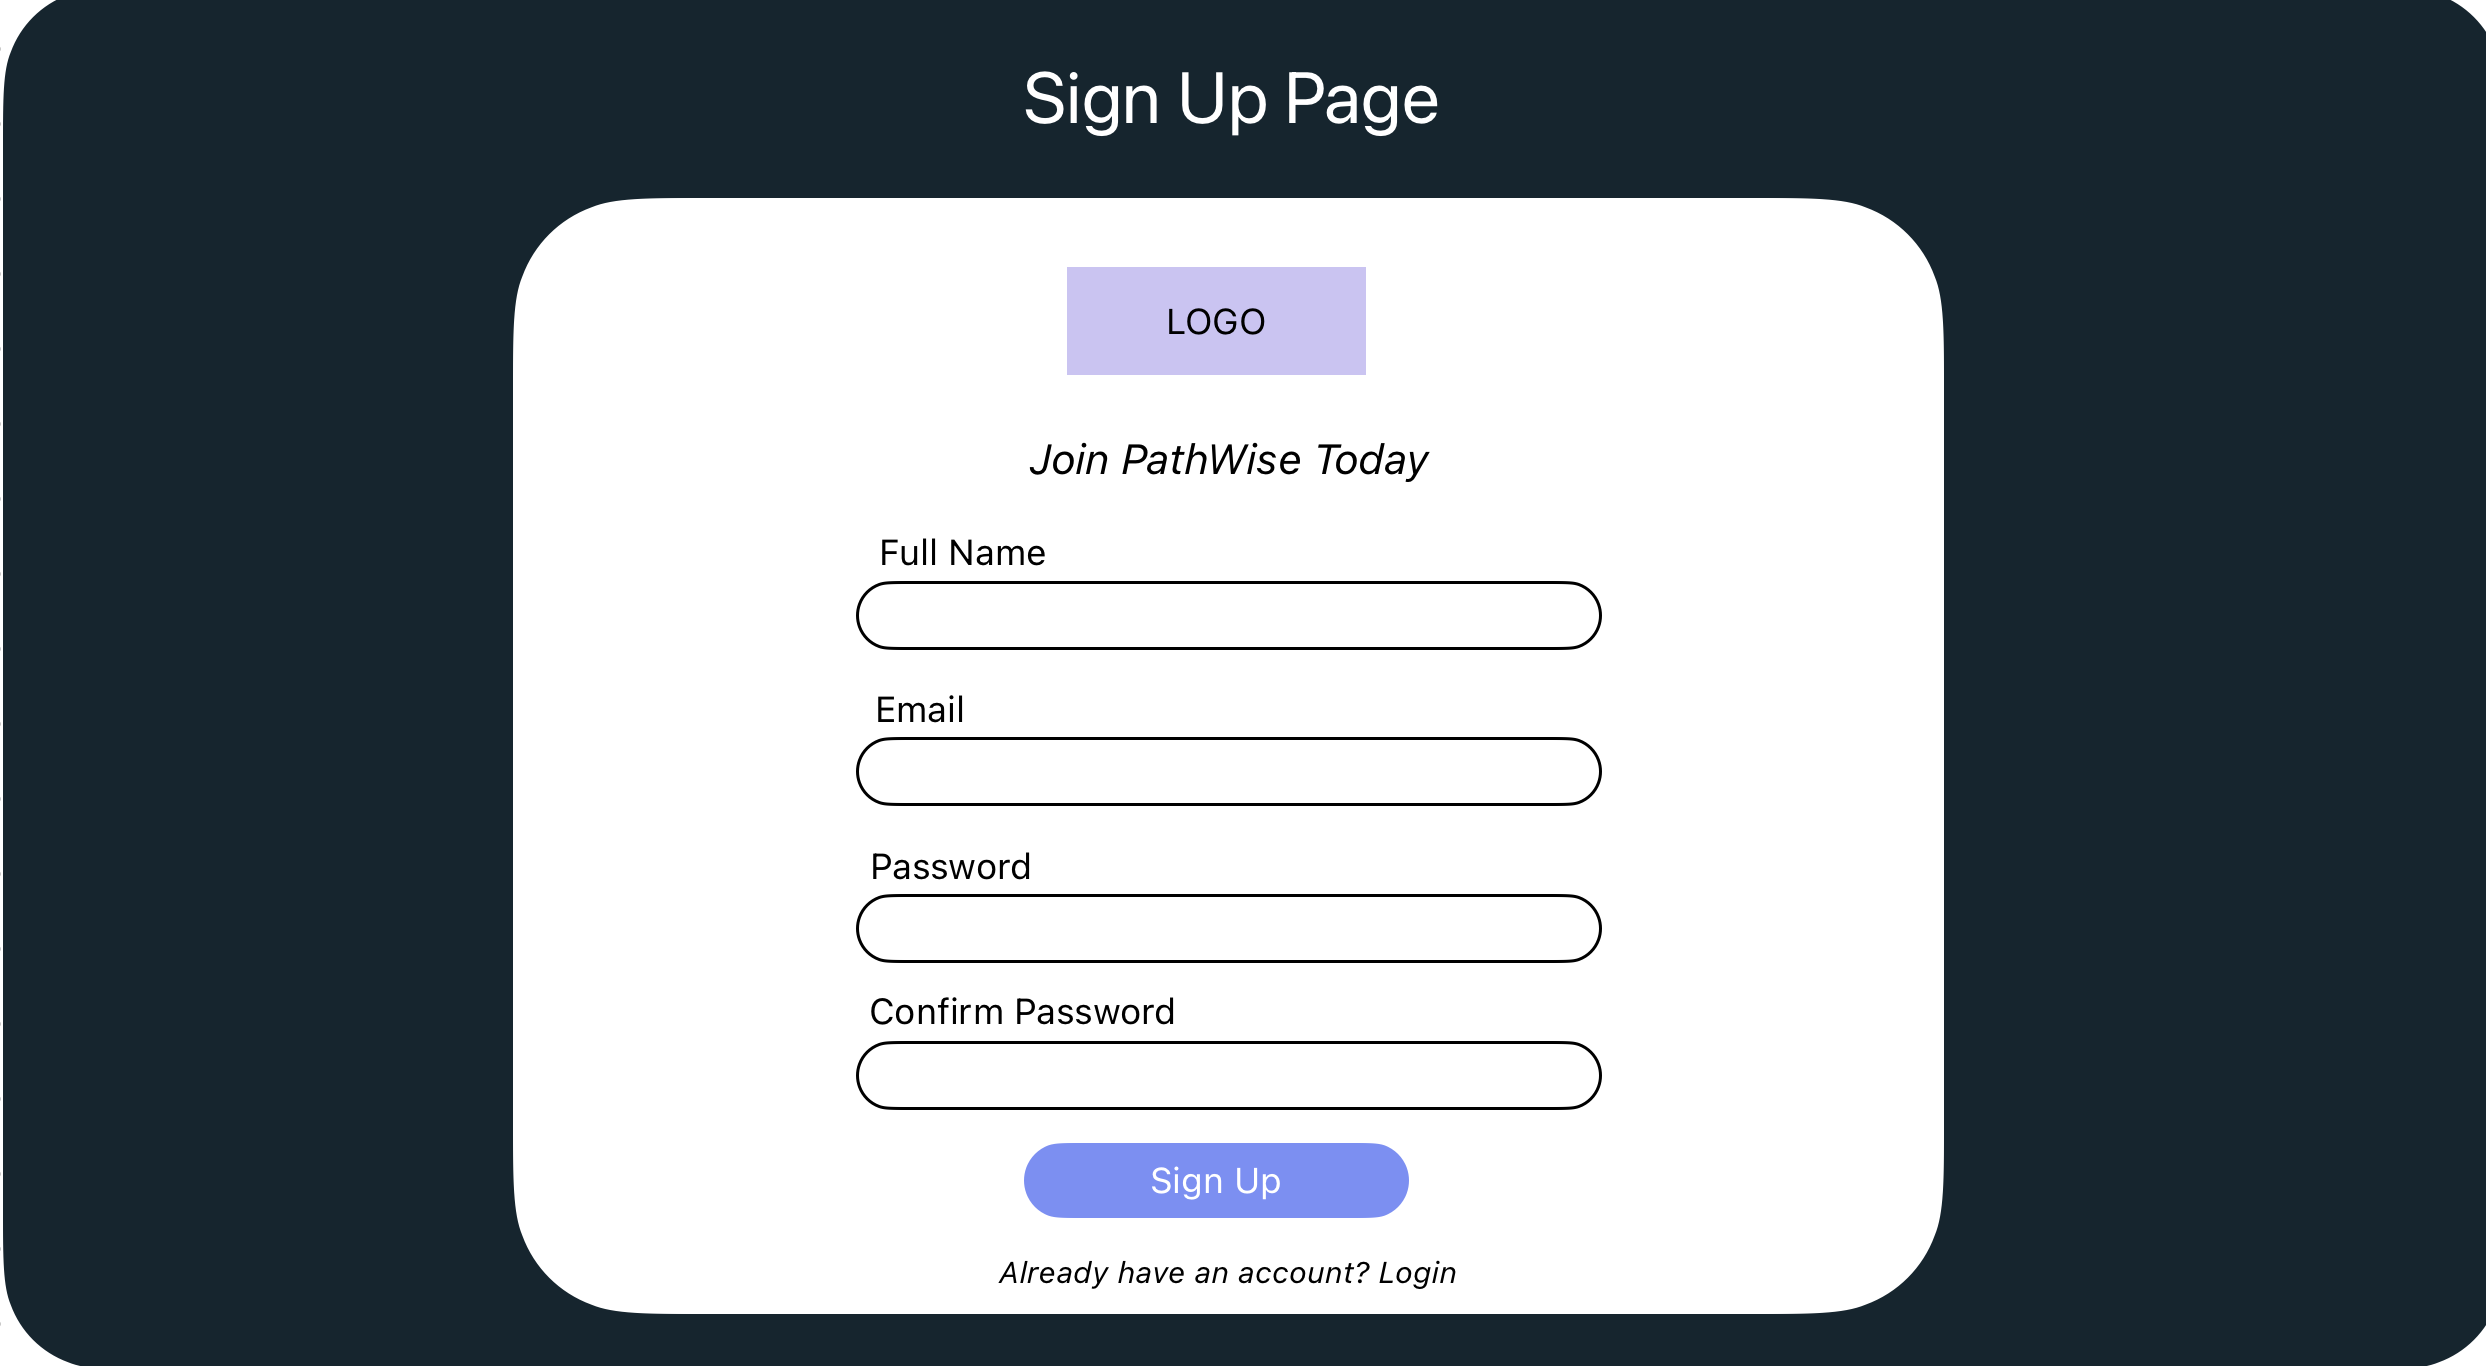 Sign Up Page
LOGO
Join PathWise Today
Full Name
Email
Password
Confirm Password
Sign Up
Already have an account? Login